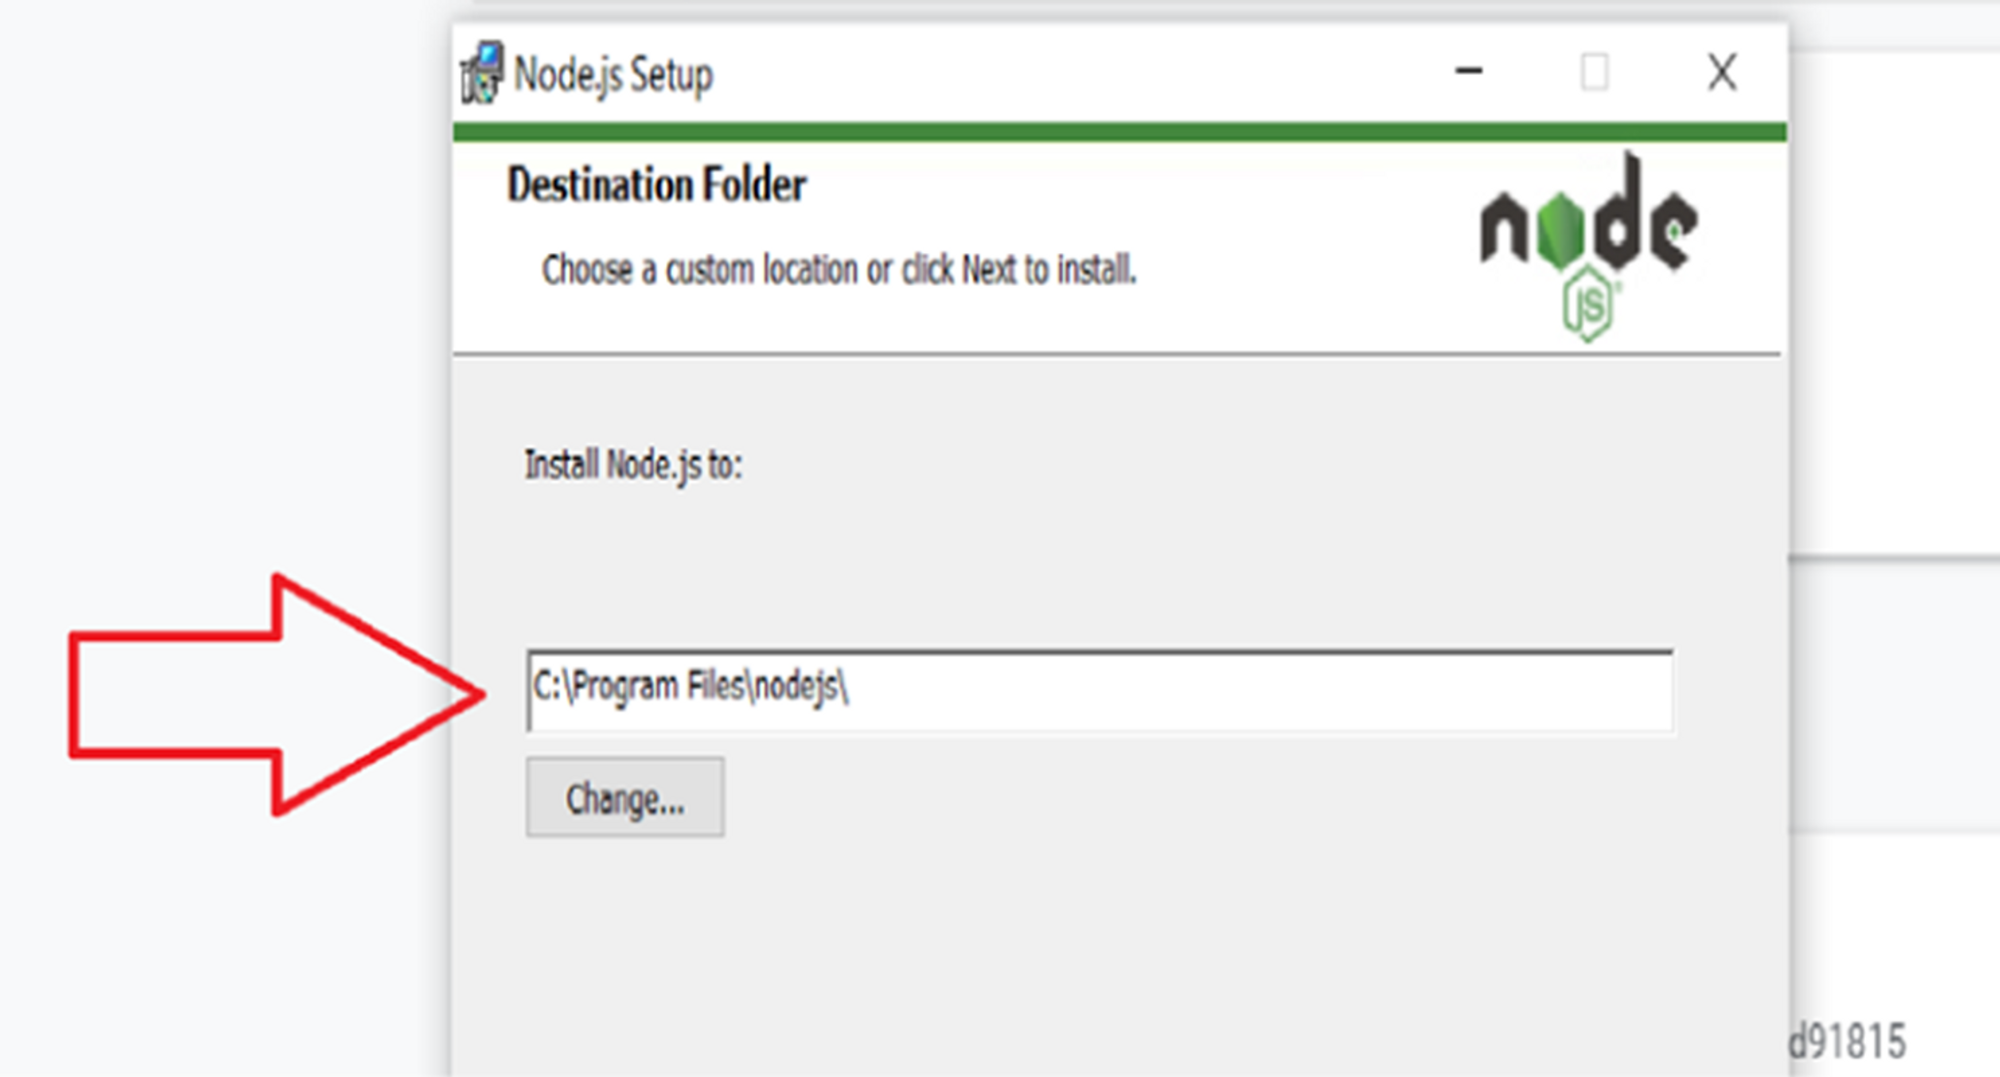 Node.js Setup
Destination Folder
Choose a custom location or click Next to install.
node
JS
Install Node.js to:
C:\Program Files\nodejs\
Change...
d91815